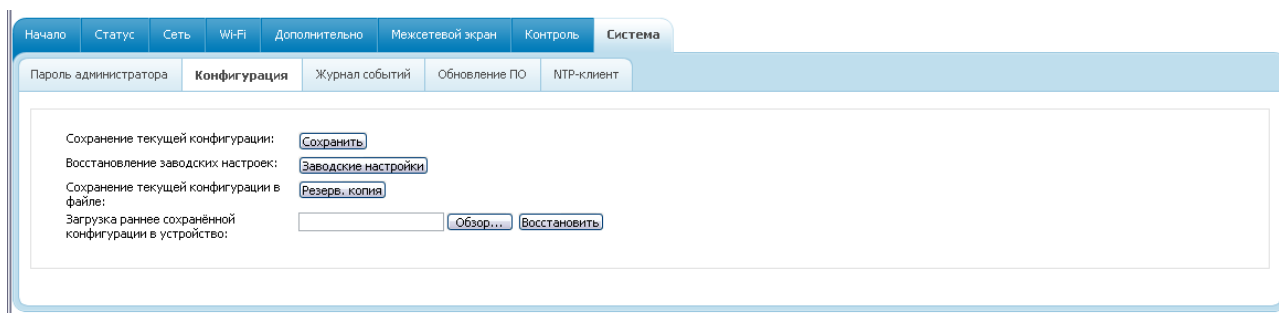 Начало Статус Сеть Wi-Fi Дополнительно Межсетевой экран Контроль Система
Пароль администратора Конфигурация Журнал событий Обновление ПО NTP-клиент
Сохранение текущей конфигурации: Сохранить
Восстановление заводских настроек: Заводские настройки
Сохранение текущей конфигурации в
файле:
Резерв. копия
Загрузка раннее сохранённой
конфигурации в устройство:
Обзор... Восстановить